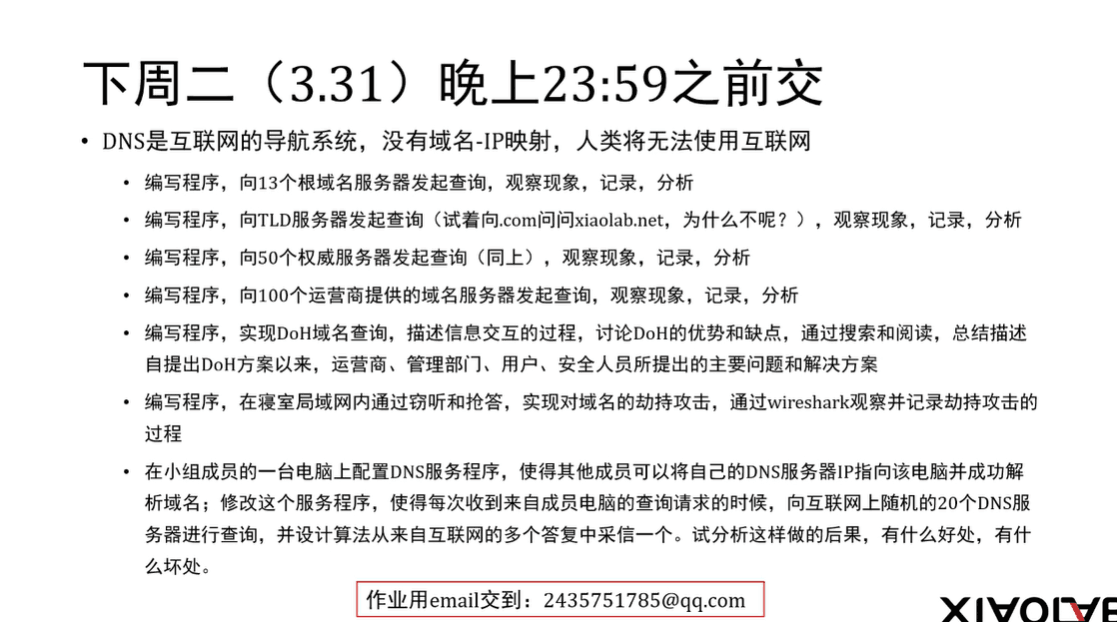 下周二（3.31）晚上23:59之前交
• DNS是互联网的导航系统，没有域名-IP映射，人类将无法使用互联网
• 编写程序，向13个根域名服务器发起查询，观察现象，记录，分析
• 编写程序，向TLD服务器发起查询（试着向.com问问xiaolab.net，为什么不呢？），观察现象，记录，分析
• 编写程序，向50个权威服务器发起查询（同上），观察现象，记录，分析
• 编写程序，向100个运营商提供的域名服务器发起查询，观察现象，记录，分析
• 编写程序，实现DoH域名查询，描述信息交互的过程，讨论DoH的优势和缺点，通过搜索和阅读，总结描述
自提出DoH方案以来，运营商、管理部门、用户、安全人员所提出的主要问题和解决方案
• 编写程序，在寝室局域网内通过窃听和抢答，实现对域名的劫持攻击，通过wireshark观察并记录劫持攻击的
过程
• 在小组成员的一台电脑上配置DNS服务程序，使得其他成员可以将自己的DNS服务器IP指向该电脑并成功解
析域名；修改这个服务程序，使得每次收到来自成员电脑的查询请求的时候，向互联网上随机的20个DNS服
务器进行查询，并设计算法从来自互联网的多个答复中采信一个。试分析这样做的后果，有什么好处，有什
么坏处。
作业用email交到：2435751785@qq.com
XIAOLAB